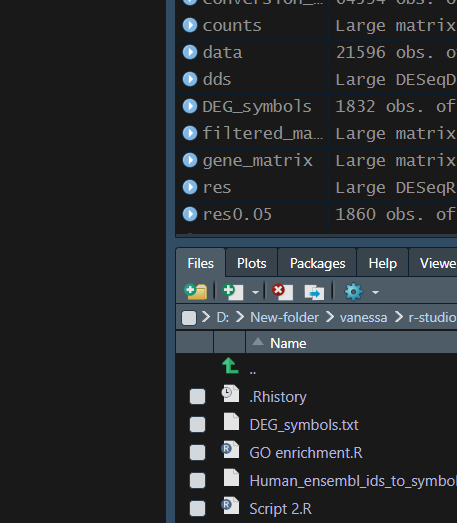 conversion_… 64994 obs. of
counts Large matrix
data 21596 obs. of
dds Large DESeqD
DEG_symbols 1832 obs. of
filtered_ma… Large matrix
gene_matrix Large matrix
res Large DESeqR
res0.05 1860 obs. of
Files Plots Packages Help Viewe
D: New-folder vanessa r-studio
Name
..
.Rhistory
DEG_symbols.txt
GO enrichment.R
Human_ensembl_ids_to_symbol
Script 2.R